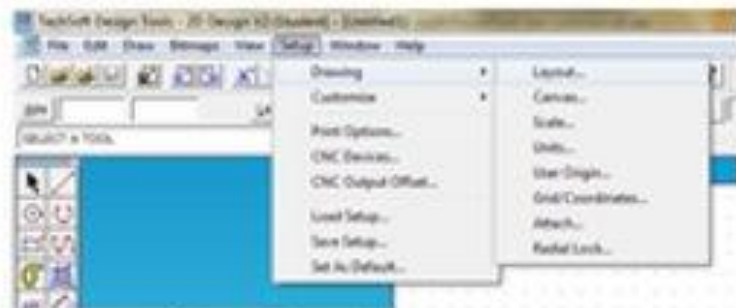 TechSoft Design Tools - 2D Design V2 (Student) - [Untitled1]
File Edit Draw Bitmaps View Setup Window Help
SELECT A TOOL
Drawing
Customise
Print Options...
CNC Devices...
CNC Output Offset...
Load Setup...
Save Setup...
Set As Default...
Layout...
Canvas...
Scale...
Units...
User Origin...
Grid/Coordinates...
Attach...
Radial Lock...